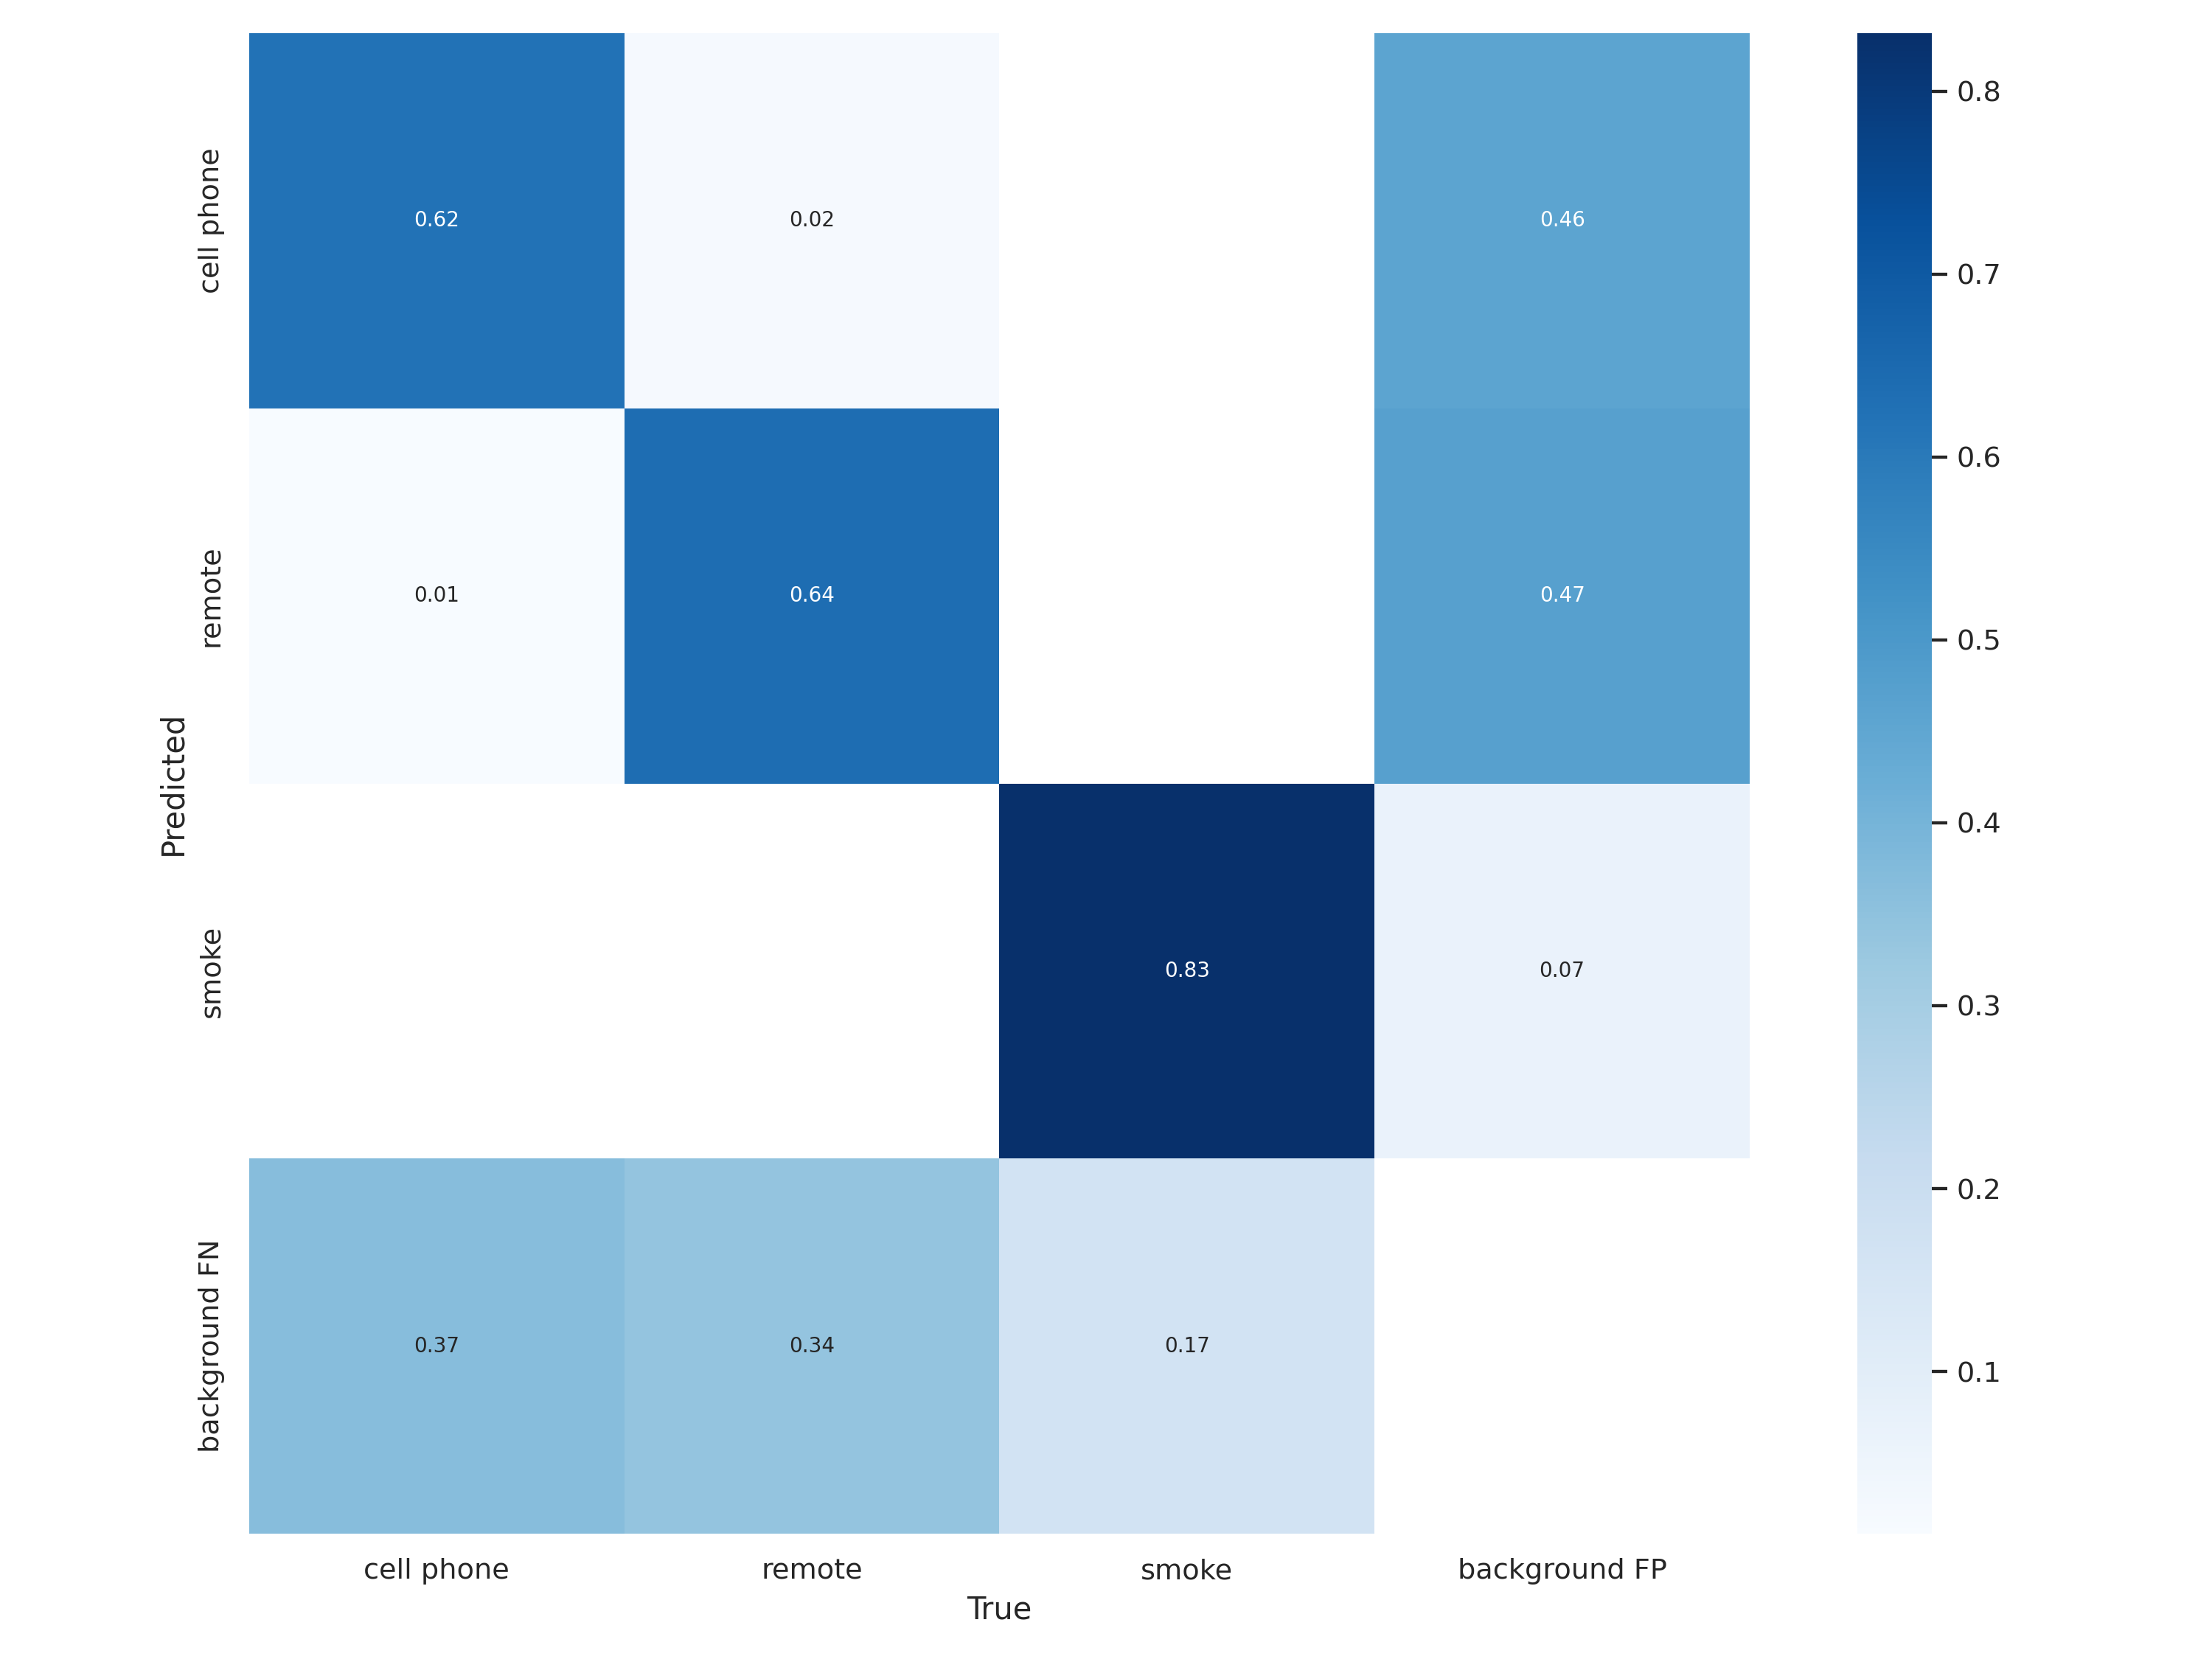 cell phone
0.62
0.02
0.46
0.8
0.7
0.6
remote
0.01
0.64
0.47
0.5
Predicted
0.4
smoke
0.83
0.07
0.3
0.2
background FN
0.37
0.34
0.17
0.1
cell phone
remote
smoke
background FP
True